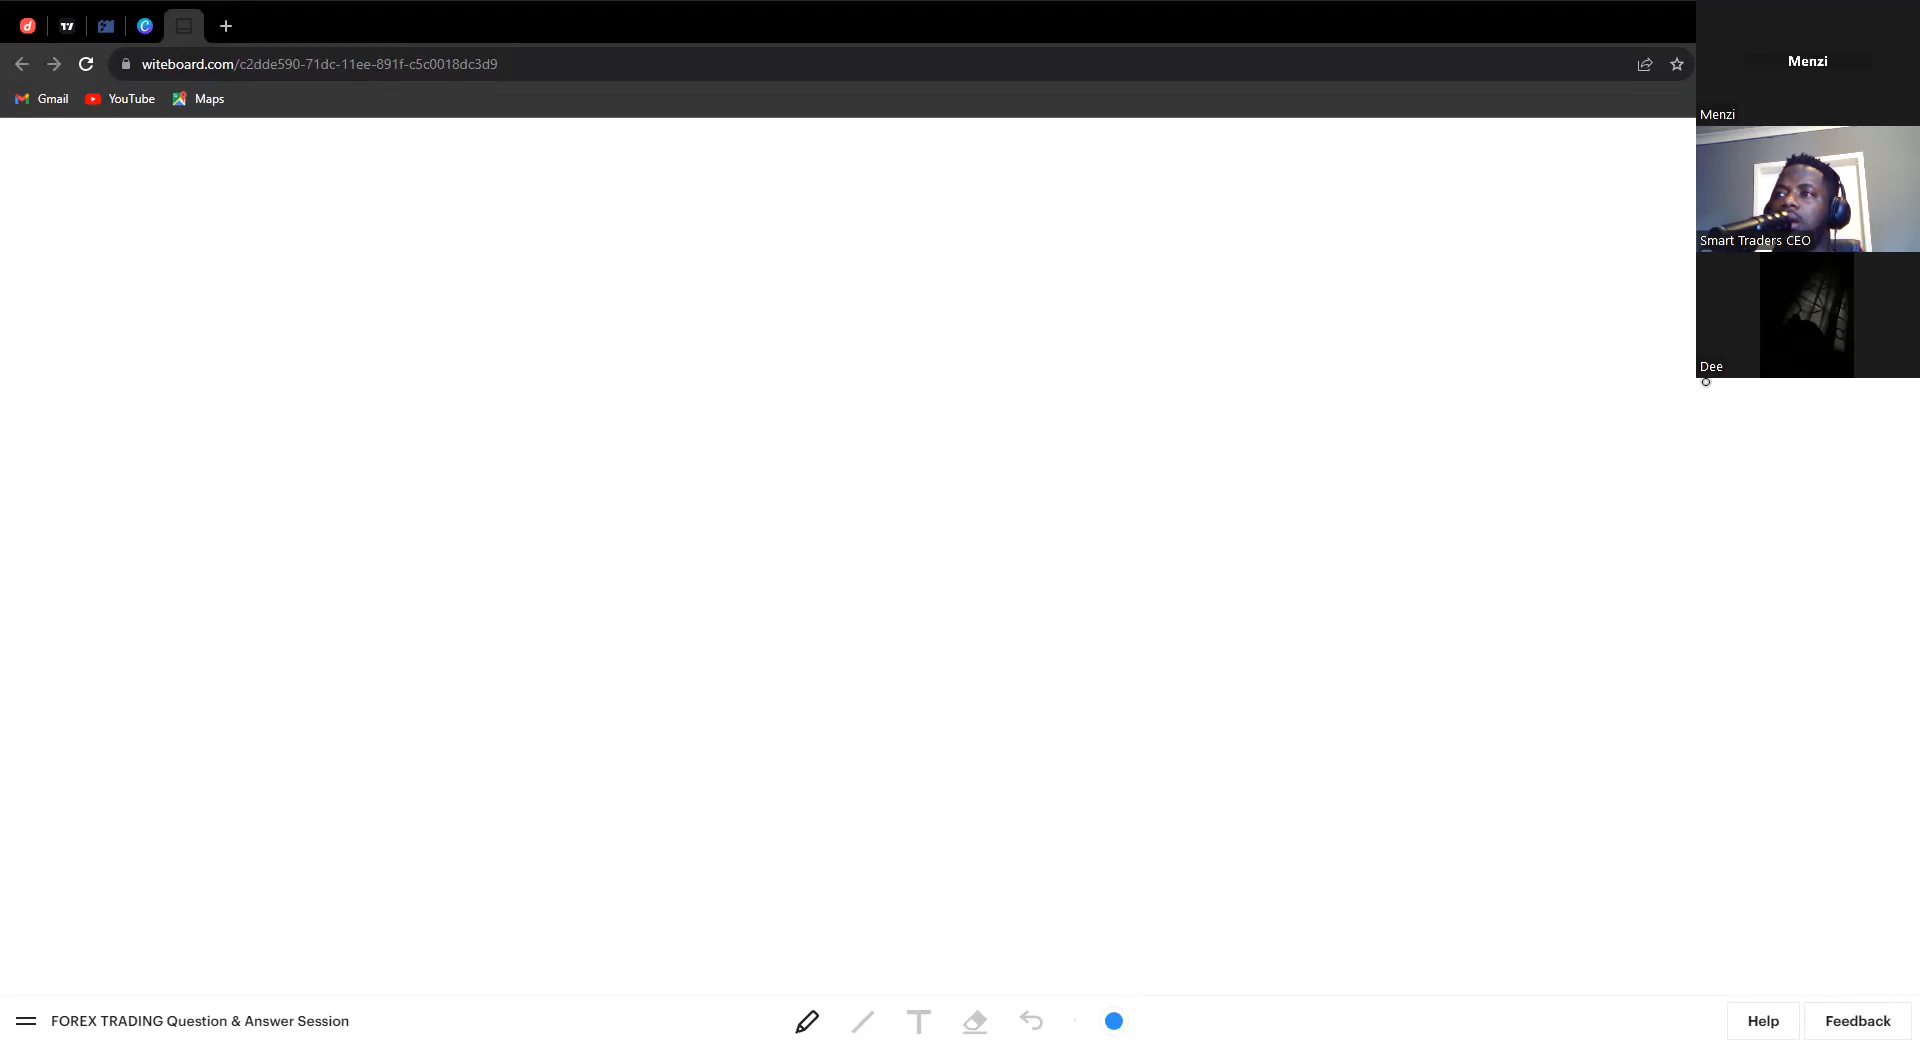 witeboard.com/c2dde590-71dc-11ee-891f-c5c0018dc3d9
Gmail YouTube Maps
Menzi
Menzi
Smart Traders CEO
Dee
FOREX TRADING Question & Answer Session
T
Help Feedback